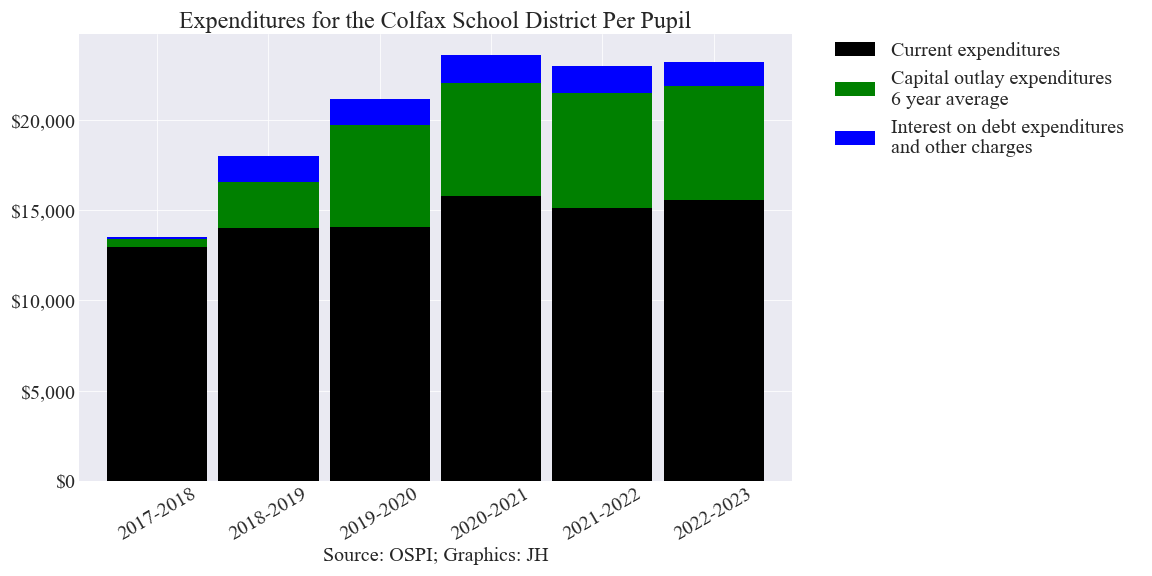 Expenditures for the Colfax School District Per Pupil
Current expenditures
Capital outlay expenditures
6 year average
Interest on debt expenditures
and other charges
$20,000
$15,000
$10,000
$5,000
$0
2017-2018
2018-2019
2019-2020
2020-2021
2021-2022
2022-2023
Source: OSPI; Graphics: JH